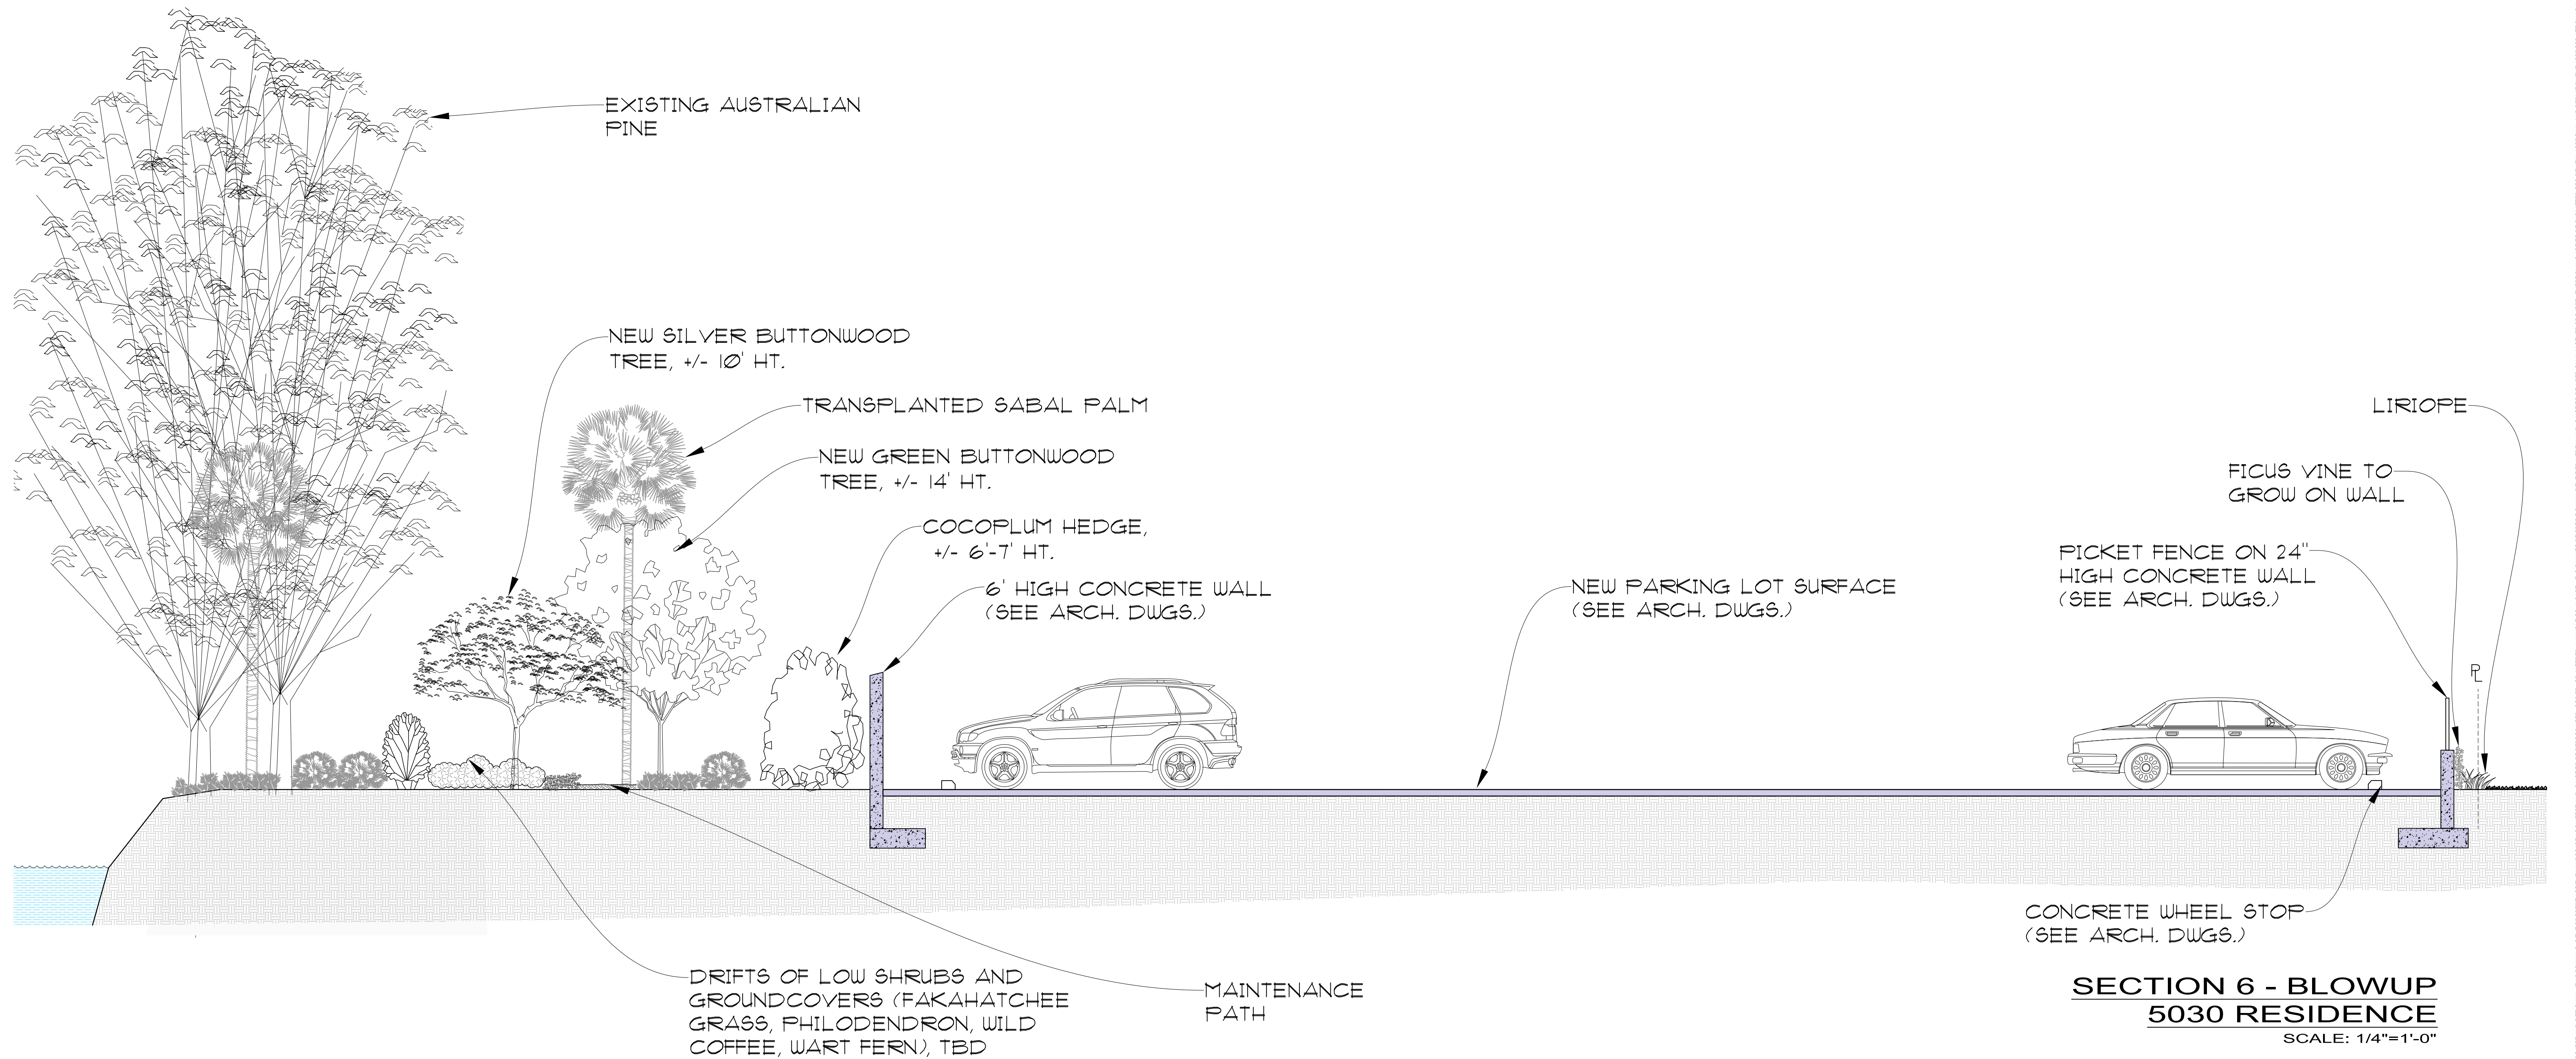 EXISTING AUSTRALIAN
PINE
NEW SILVER BUTTONWOOD
TREE, +/- 10' HT.
TRANSPLANTED SABAL PALM
LIRIOPE
NEW GREEN BUTTONWOOD
TREE, +/- 14' HT.
FICUS VINE TO
GROW ON WALL
COCOPLUM HEDGE,
+/- 6'-7' HT.
PICKET FENCE ON 24"
HIGH CONCRETE WALL
(SEE ARCH. DWGS.)
6' HIGH CONCRETE WALL
(SEE ARCH. DWGS.)
NEW PARKING LOT SURFACE
(SEE ARCH. DWGS.)
PL
CONCRETE WHEEL STOP
(SEE ARCH. DWGS.)
DRIFTS OF LOW SHRUBS AND
GROUNDCOVERS (FAKAHATCHEE
GRASS, PHILODENDRON, WILD
COFFEE, WART FERN), TBD
MAINTENANCE
PATH
SECTION 6 - BLOWUP
5030 RESIDENCE
SCALE: 1/4"=1'-0"